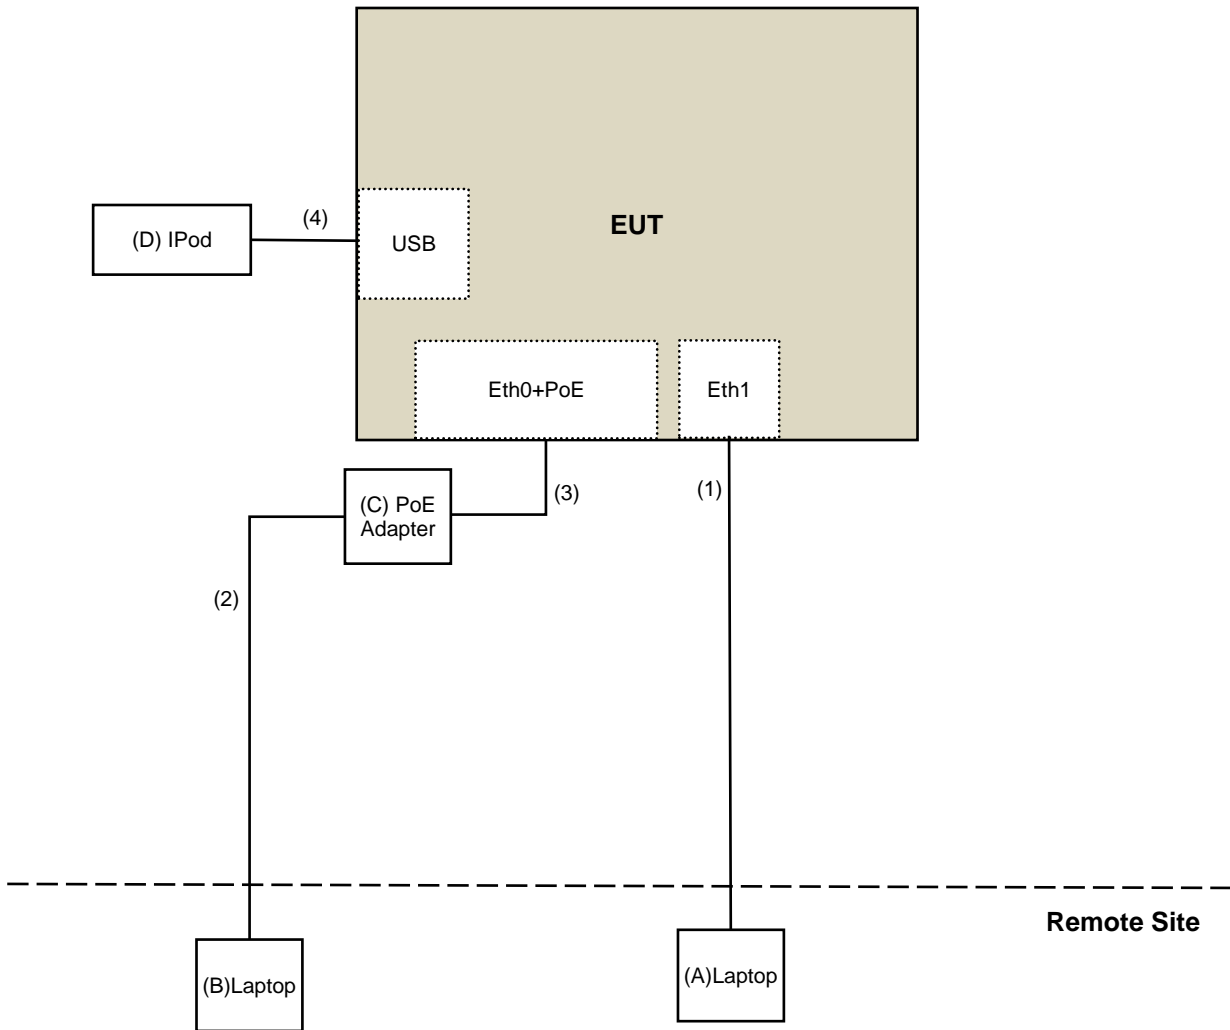 EUT
(4)
(D) IPod
USB
Eth0+PoE
Eth1
(C) PoE
Adapter
(3)
(1)
(2)
Remote Site
(B)Laptop
(A)Laptop